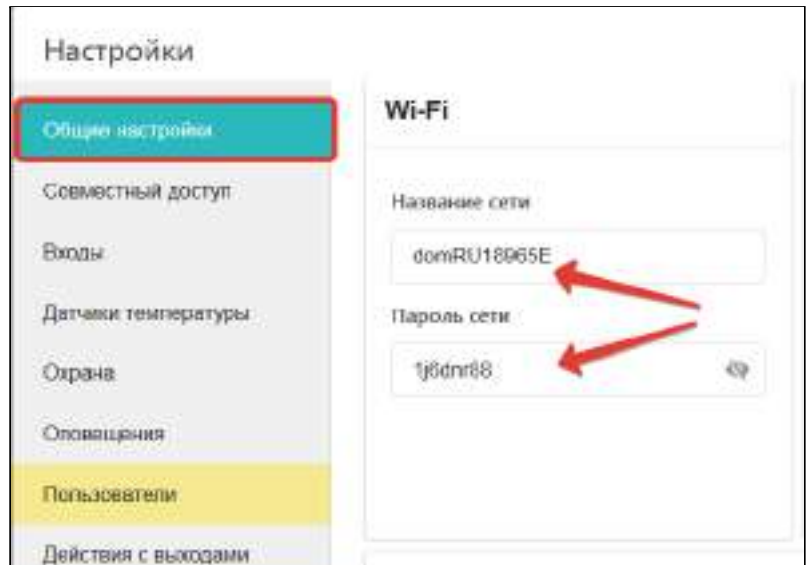 Настройки
Общие настройки
Совместный доступ
Входы
Датчики температуры
Охрана
Оповещения
Пользователи
Действия с выходами
Wi-Fi
Название сети
domRU18965E
Пароль сети
1j6dnr68